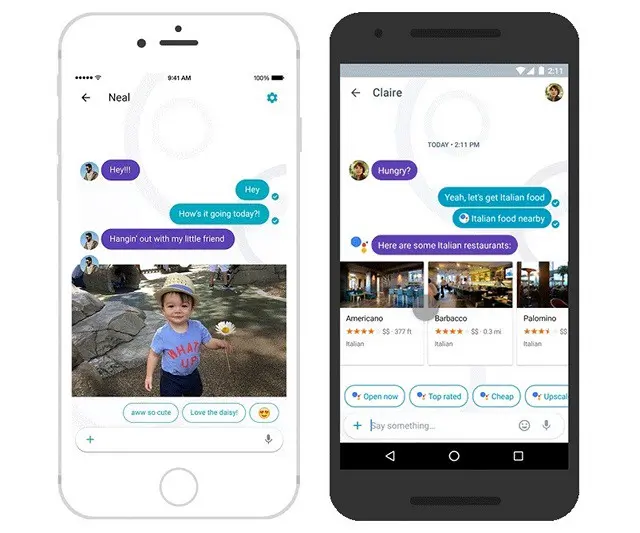 9:41 AM
100%
Neal
Hey!!!
Hey
How's it going today?!
Hangin' out with my little friend
WHAT'S
UP!
aww so cute
Love the daisy!
2:11
Claire
TODAY • 2:11 PM
Hungry?
Yeah, let's get Italian food
Italian food nearby
Here are some Italian restaurants:
Americano
$$ · 377 ft
Italian
Barbacco
$$ · 0.3 mi
Italian
Palomino
$$
Italian
Open now
Top rated
Cheap
Upscal
Say something...